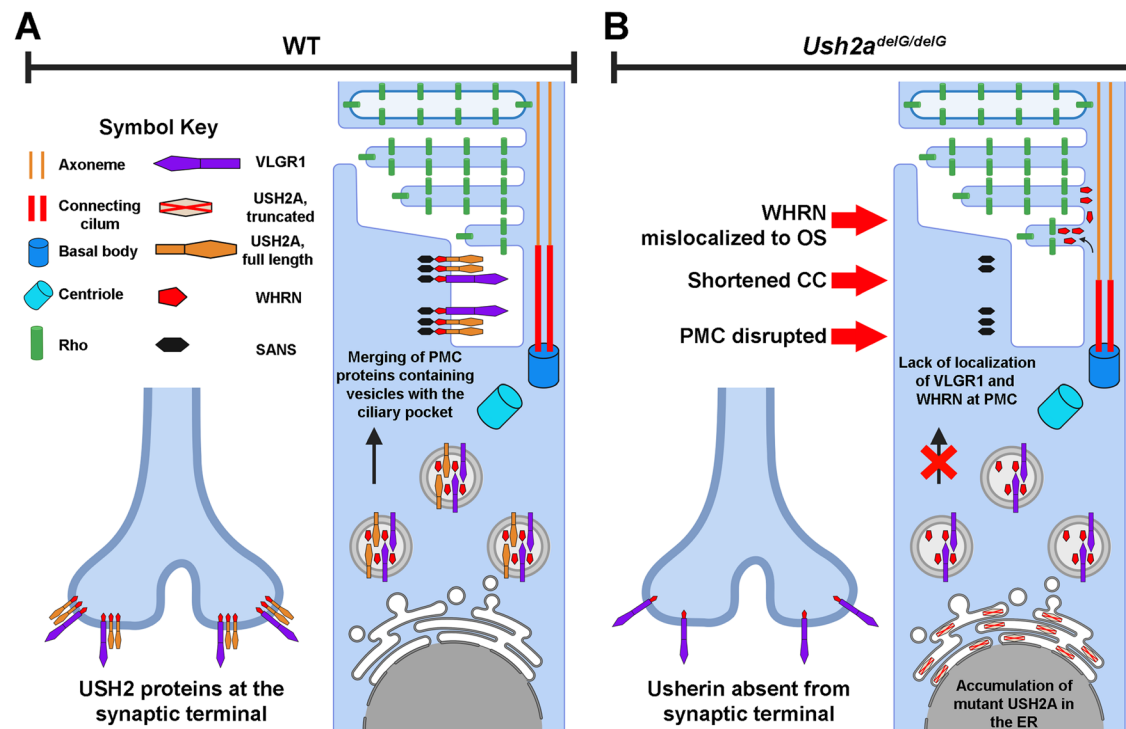 A
WT
Symbol Key
Axoneme
VLGR1
Connecting
cilum
USH2A,
truncated
Basal body
USH2A,
full length
Centriole
WHRN
Rho
SANS
Merging of PMC
proteins containing
vesicles with the
ciliary pocket
USH2 proteins at the
synaptic terminal
B
Ush2a^delG/delG
WHRN
mislocalized to OS
Shortened CC
PMC disrupted
Lack of localization
of VLGR1 and
WHRN at PMC
Usherin absent from
synaptic terminal
Accumulation of
mutant USH2A in
the ER